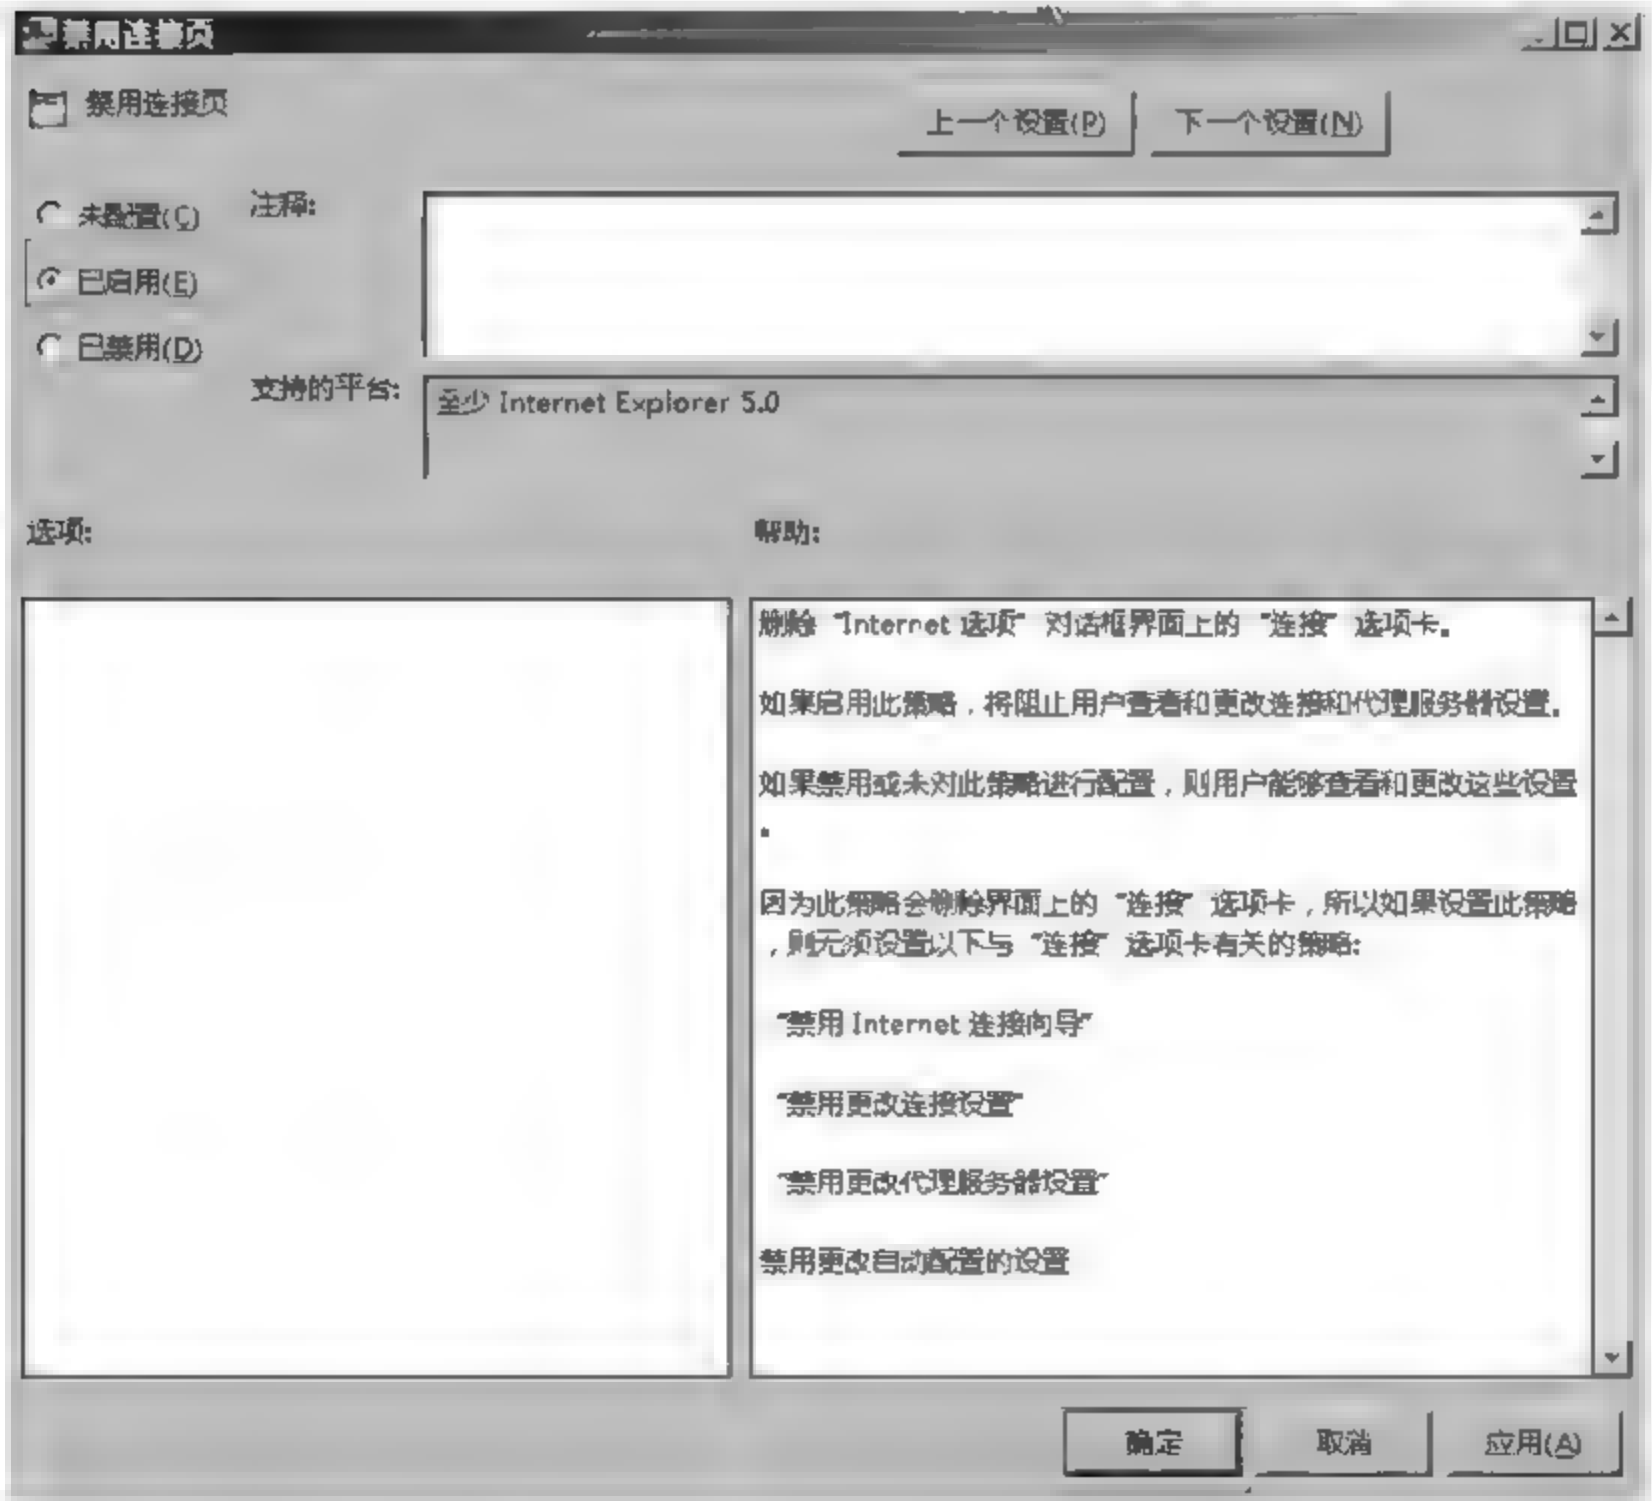 禁用连接页
禁用连接页
上一个设置(P)
下一个设置(N)
未配置(C)
已启用(E)
已禁用(D)
注释:
支持的平台:
至少 Internet Explorer 5.0
选项:
帮助:
删除“Internet 选项”对话框界面上的“连接”选项卡。
如果启用此策略，将阻止用户查看和更改连接和代理服务器设置。
如果禁用或未对此策略进行配置，则用户能够查看和更改这些设置
。
因为此策略会删除界面上的“连接”选项卡，所以如果设置此策略
，则无须设置以下与“连接”选项卡有关的策略:
“禁用 Internet 连接向导”
“禁用更改连接设置”
“禁用更改代理服务器设置”
禁用更改自动配置的设置
确定
取消
应用(A)